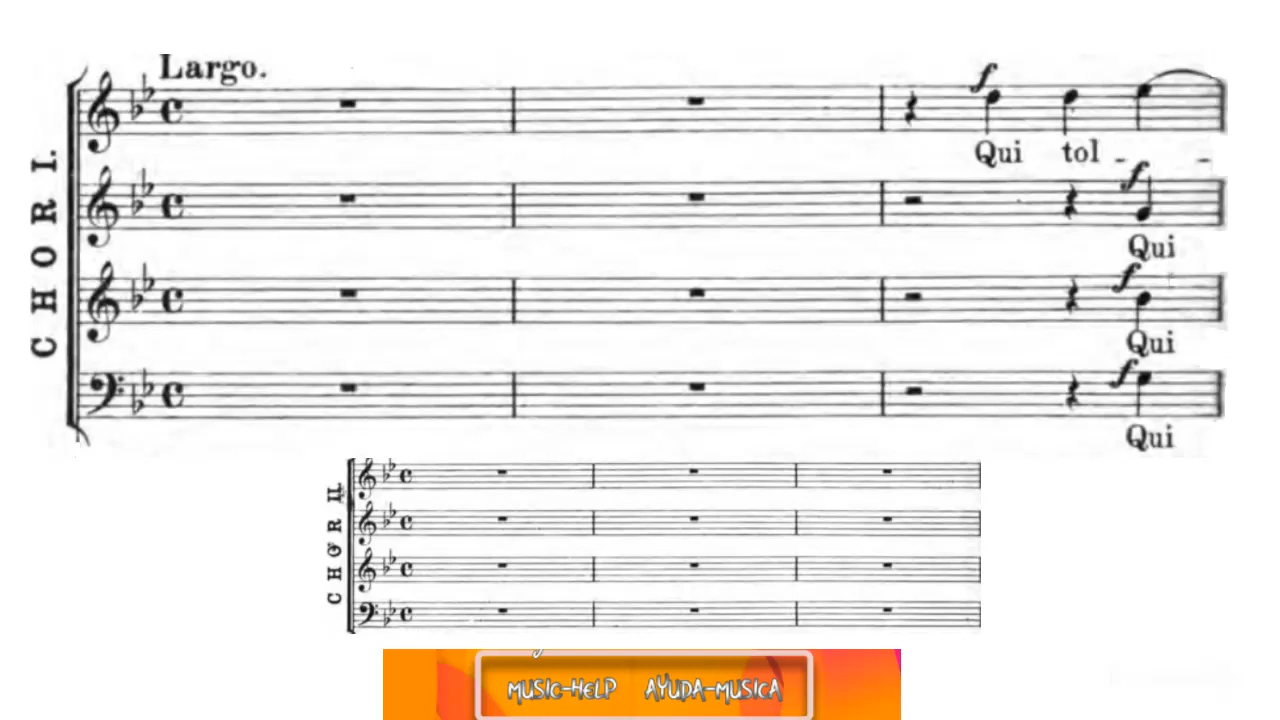 Largo.
CHOR I.
f
Qui tol - -
f
Qui
f
Qui
f
Qui
CHOR II.
MUSIC-HELP AYUDA-MUSICA